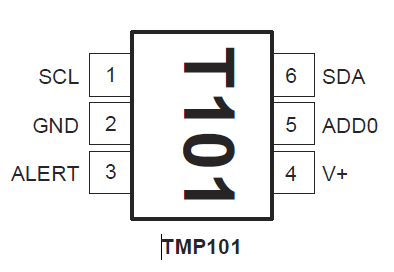 SCL 1 6 SDA
GND 2 5 ADD0
ALERT 3 4 V+
T101
TMP101